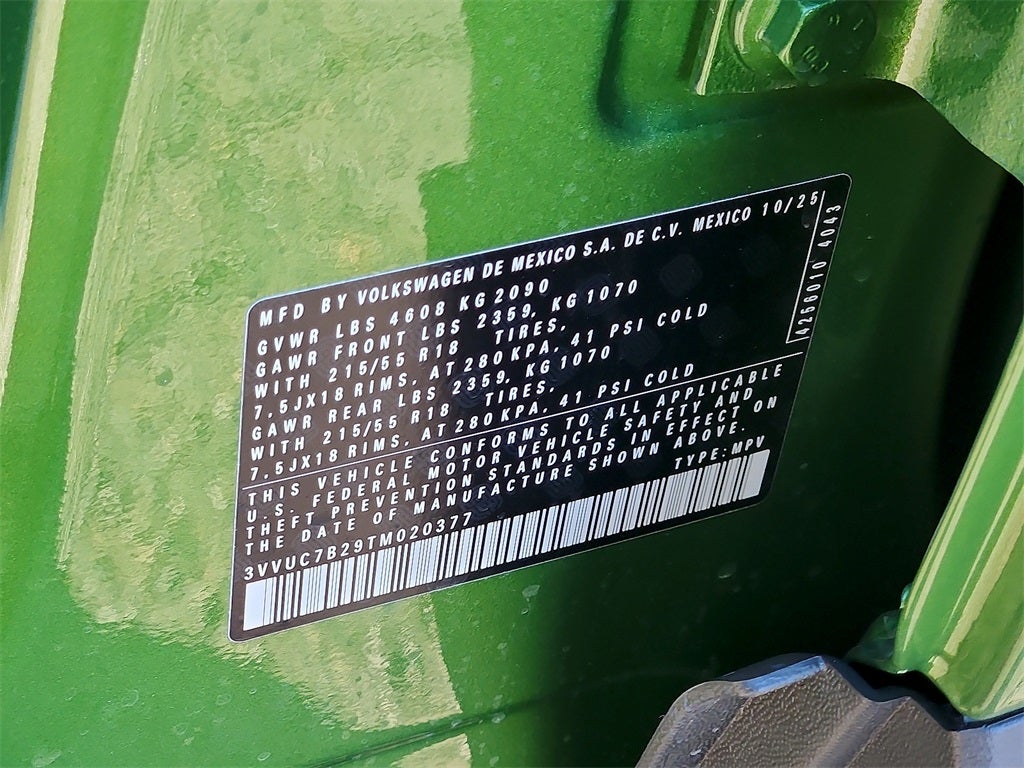 MFD BY VOLKSWAGEN DE MEXICO S.A. DE C.V. MEXICO 10/25
GVWR LBS 4608 KG 2090
GAWR FRONT LBS 2359, KG 1070
WITH 215/55 R18 TIRES,
7,5JX18 RIMS, AT 280 KPA, 41 PSI COLD
GAWR REAR LBS 2359, KG 1070
WITH 215/55 R18 TIRES,
7,5JX18 RIMS, AT 280 KPA, 41 PSI COLD
THIS VEHICLE CONFORMS TO ALL APPLICABLE
U.S. FEDERAL MOTOR VEHICLE SAFETY AND
THEFT PREVENTION STANDARDS IN EFFECT ON
THE DATE OF MANUFACTURE SHOWN ABOVE.
3VVUC7B29TM020377 TYPE: MPV
4266010 4043